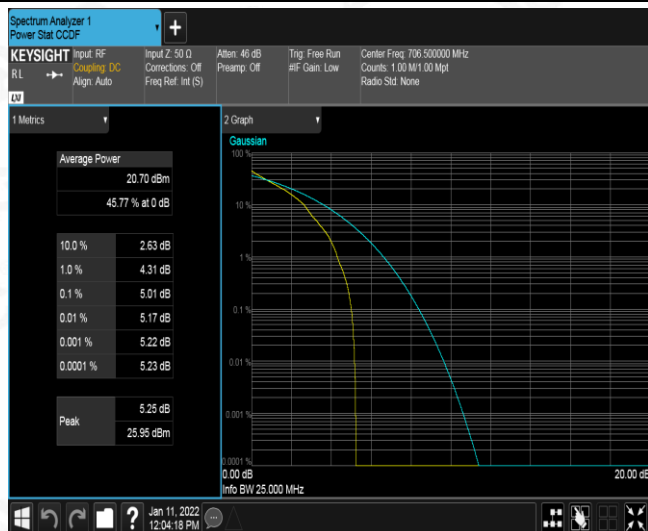 Spectrum Analyzer 1
Power Stat CCDF
+
KEYSIGHT
RL
LXI
Input: RF
Coupling: DC
Align: Auto
Input Z: 50 Ω
Corrections: Off
Freq Ref: Int (S)
Atten: 46 dB
Preamp: Off
Trig: Free Run
#IF Gain: Low
Center Freq: 706.500000 MHz
Counts: 1.00 M/1.00 Mpt
Radio Std: None
1 Metrics
Average Power
20.70 dBm
45.77 % at 0 dB
10.0 % 2.63 dB
1.0 % 4.31 dB
0.1 % 5.01 dB
0.01 % 5.17 dB
0.001 % 5.22 dB
0.0001 % 5.23 dB
Peak
5.25 dB
25.95 dBm
2 Graph
Gaussian
100 %
10 %
1 %
0.1 %
0.01 %
0.001 %
0.0001 %
0.00 dB
20.00 dB
Info BW 25.000 MHz
?
Jan 11, 2022
12:04:18 PM